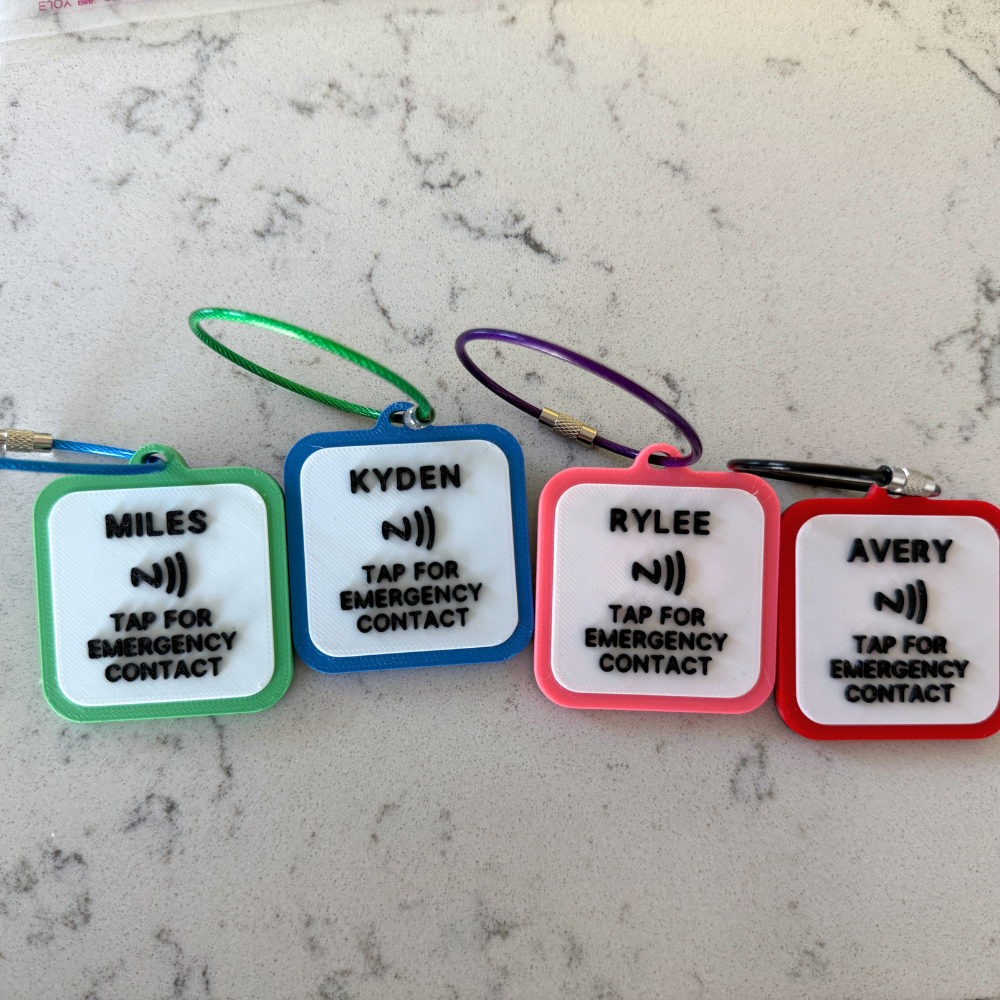 MILES
TAP FOR
EMERGENCY
CONTACT
KYDEN
TAP FOR
EMERGENCY
CONTACT
RYLEE
TAP FOR
EMERGENCY
CONTACT
AVERY
TAP FOR
EMERGENCY
CONTACT